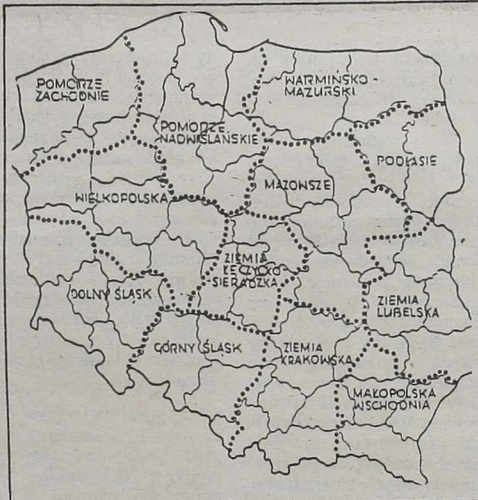 POMORZE
ZACHODNIE
WARMIŃSKO-
MAZURSKI
POMORZE
NADWIŚLAŃSKIE
PODLASIE
MAZOWSZE
WIELKOPOLSKA
ZIEMIA
ŁĘCZYCKO
SIERADZKA
DOLNY ŚLĄSK
ZIEMIA
LUBELSKA
GÓRNY ŚLĄSK
ZIEMIA
KRAKOWSKA
MAŁOPOLSKA
WSCHODNIA